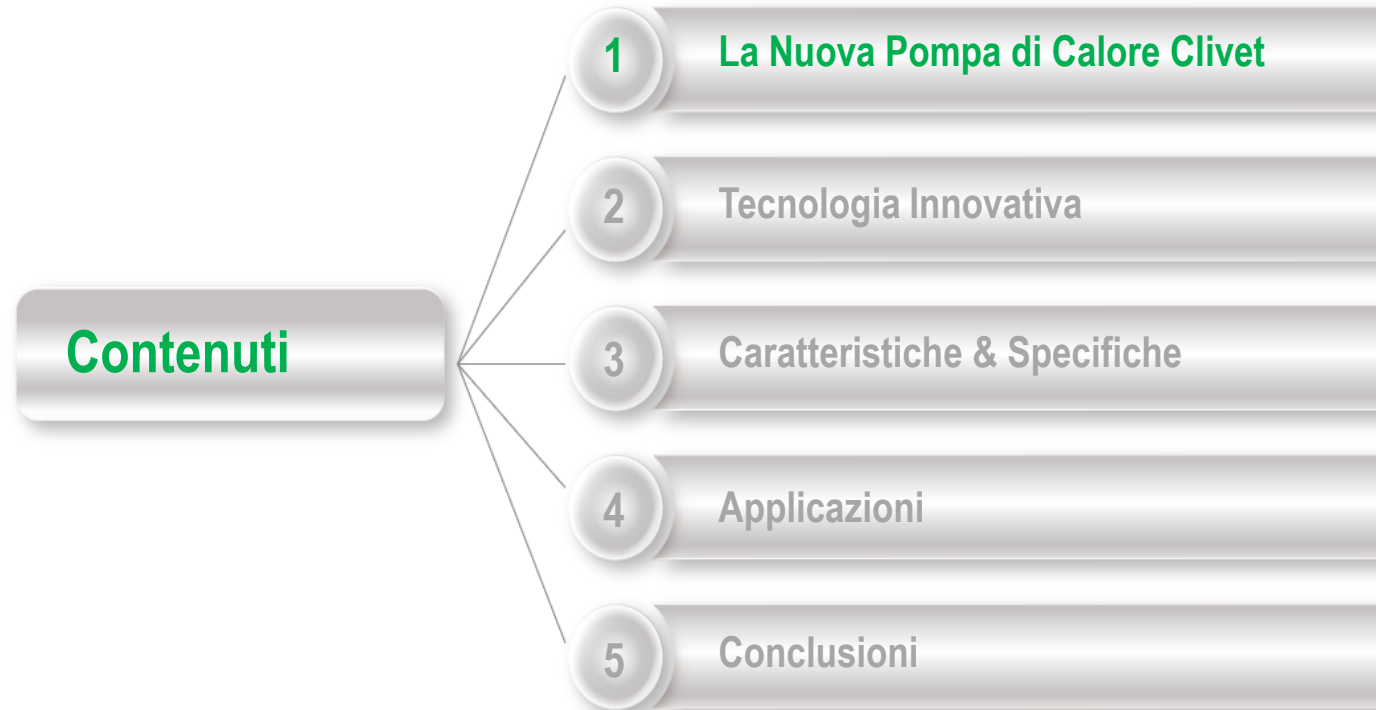 Contenuti
1
La Nuova Pompa di Calore Clivet
2
Tecnologia Innovativa
3
Caratteristiche & Specifiche
4
Applicazioni
5
Conclusioni